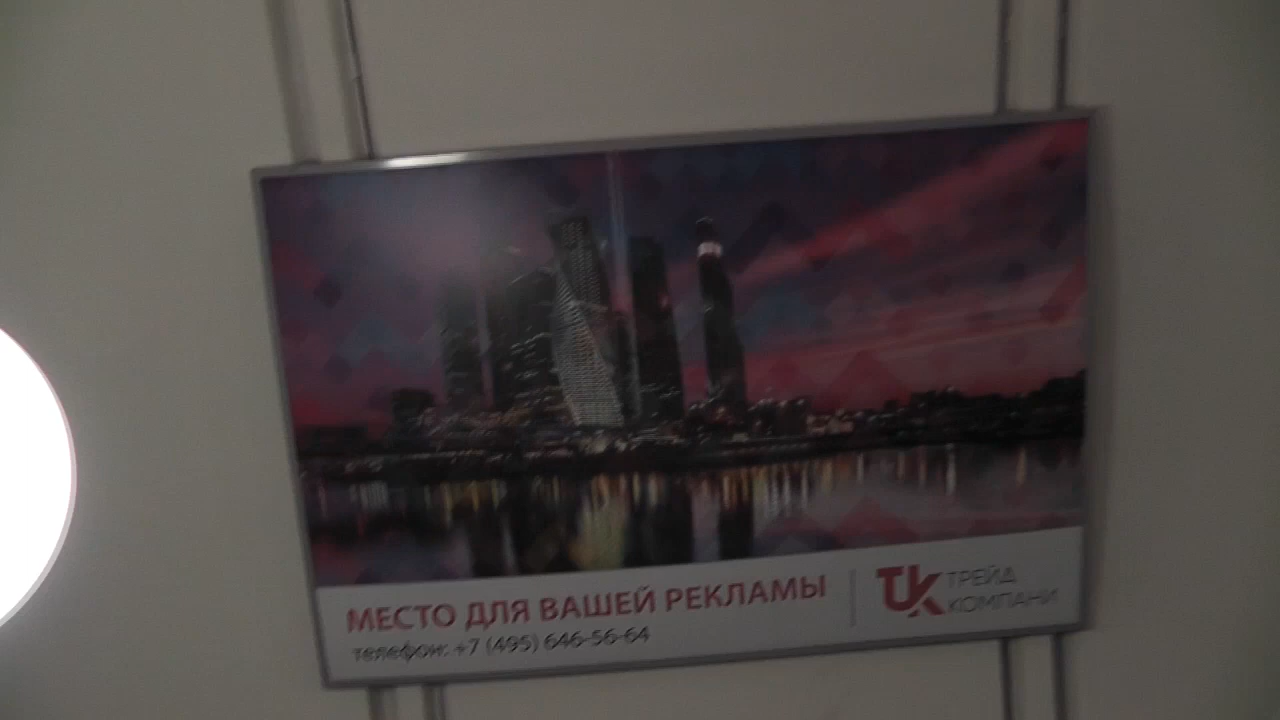 МЕСТО ДЛЯ ВАШЕЙ РЕКЛАМЫ
телефон: +7 (495) 646-56-64
ТК ТРЕЙД
КОМПАНИ